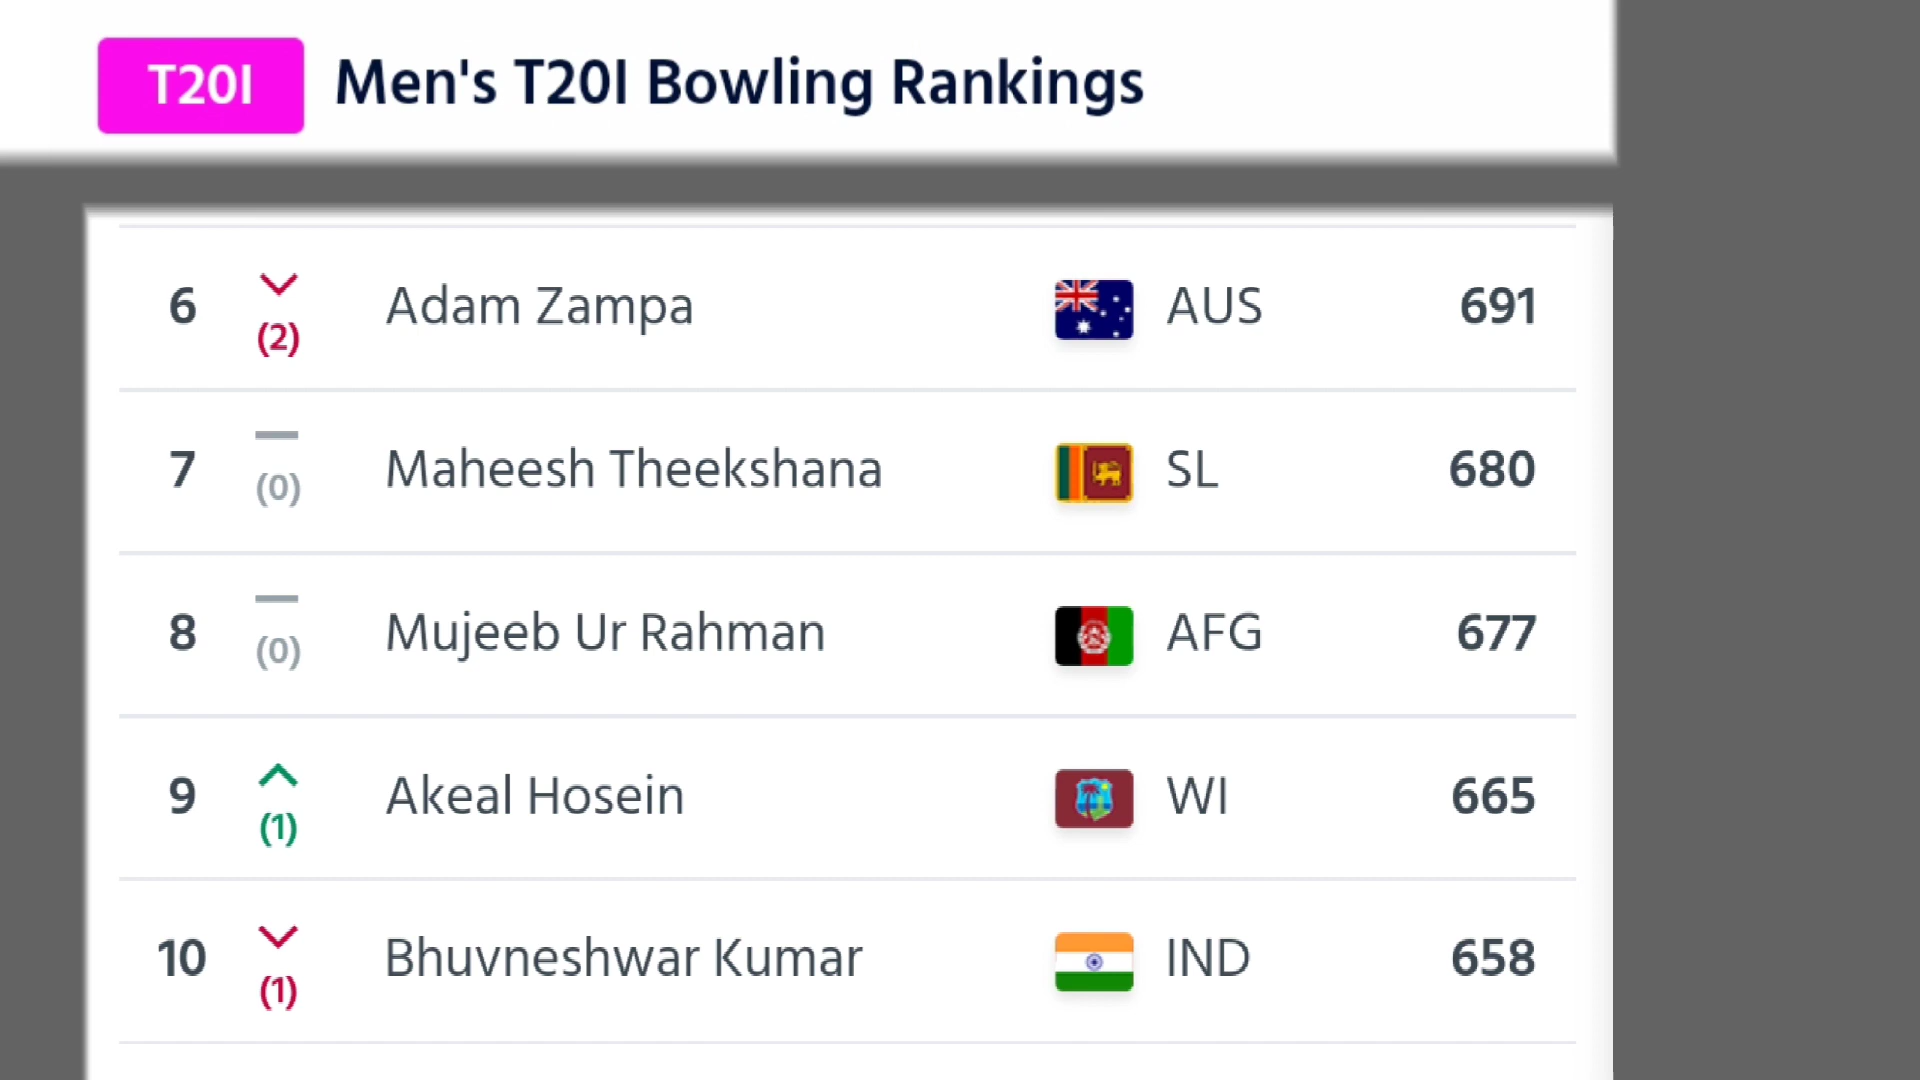 T20I Men's T20I Bowling Rankings
6 (2) Adam Zampa AUS 691
7 (0) Maheesh Theekshana SL 680
8 (0) Mujeeb Ur Rahman AFG 677
9 (1) Akeal Hosein WI 665
10 (1) Bhuvneshwar Kumar IND 658